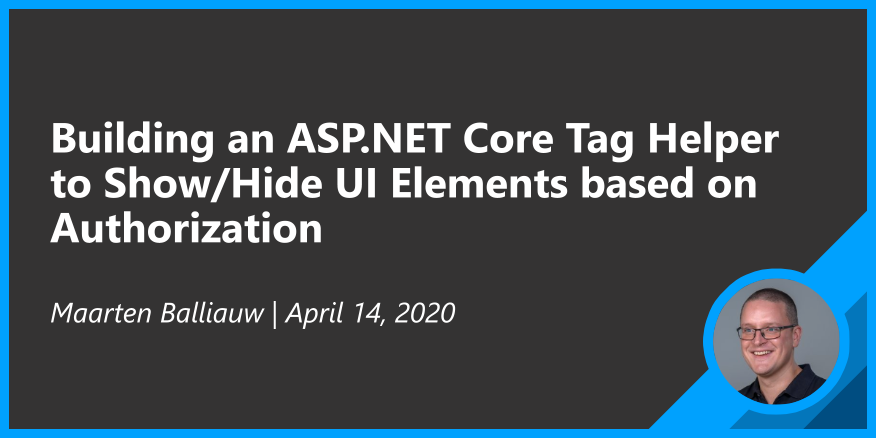 Building an ASP.NET Core Tag Helper
to Show/Hide UI Elements based on
Authorization
Maarten Balliauw | April 14, 2020